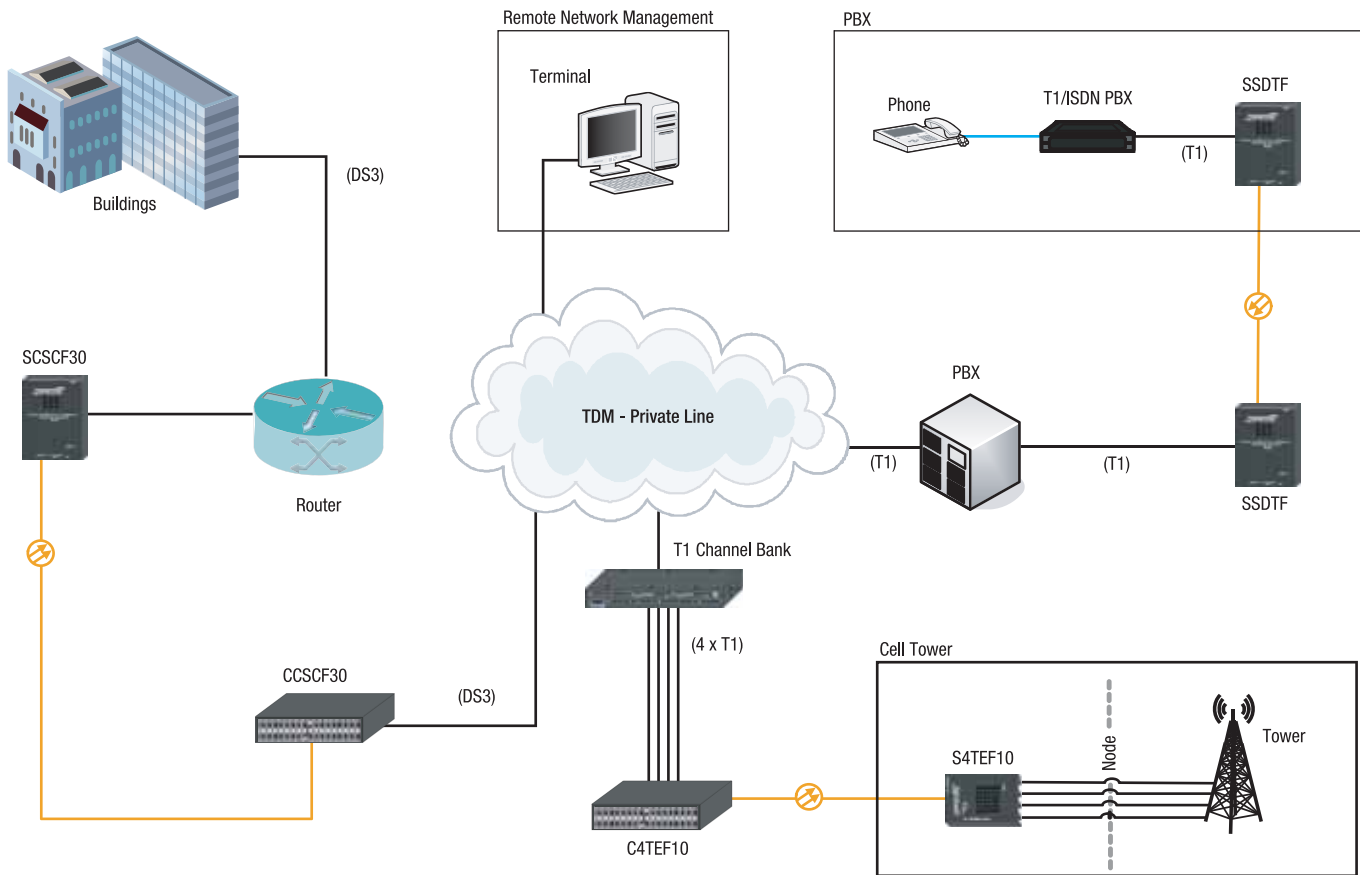 Remote Network Management
PBX
Terminal
Phone
T1/ISDN PBX
SSDTF
(T1)
(DS3)
Buildings
SCSCF30
PBX
TDM - Private Line
(T1)
(T1)
Router
SSDTF
T1 Channel Bank
(4 x T1)
Cell Tower
CCSCF30
(DS3)
Node
Tower
S4TEF10
C4TEF10